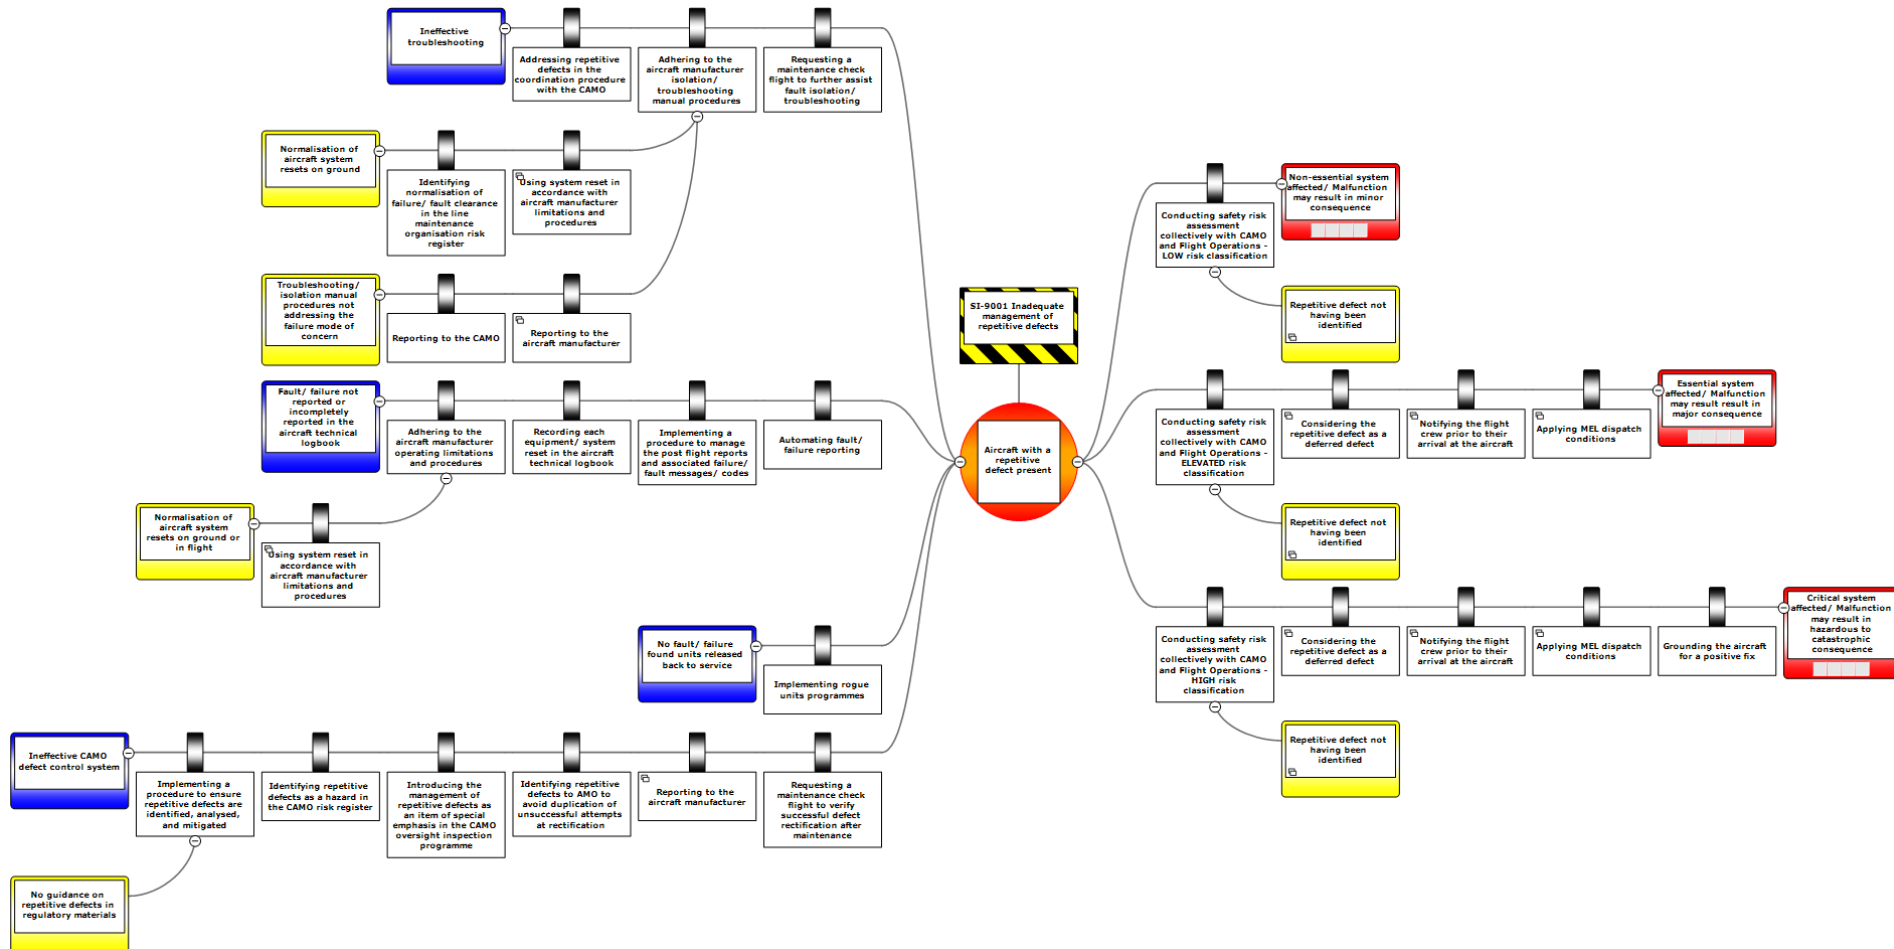 Ineffective
troubleshooting
Addressing repetitive
defects in the
coordination procedure
with the CAMO
Adhering to the
aircraft manufacturer
isolation/
troubleshooting
manual procedures
Requesting a
maintenance check
flight to further assist
fault isolation/
troubleshooting
Normalisation of
aircraft system
resets on ground
Identifying
normalisation of
failure/ fault clearance
in the line
maintenance
organisation risk
register
Using system reset in
accordance with
aircraft manufacturer
limitations and
procedures
Troubleshooting/
isolation manual
procedures not
addressing the
failure mode of
concern
Reporting to the CAMO
Reporting to the
aircraft manufacturer
Fault/ failure not
reported or
incompletely
reported in the
aircraft technical
logbook
Adhering to the
aircraft manufacturer
operating limitations
and procedures
Recording each
equipment/ system
reset in the aircraft
technical logbook
Implementing a
procedure to manage
the post flight reports
and associated failure/
fault messages/ codes
Automating fault/
failure reporting
Normalisation of
aircraft system
resets on ground or
in flight
Using system reset in
accordance with
aircraft manufacturer
limitations and
procedures
No fault/ failure
found units released
back to service
Implementing rogue
units programmes
Ineffective CAMO
defect control system
Implementing a
procedure to ensure
repetitive defects are
identified, analysed,
and mitigated
Identifying repetitive
defects as a hazard in
the CAMO risk register
Introducing the
management of
repetitive defects as
an item of special
emphasis in the CAMO
oversight inspection
programme
Identifying repetitive
defects to AMO to
avoid duplication of
unsuccessful attempts
at rectification
Reporting to the
aircraft manufacturer
Requesting a
maintenance check
flight to verify
successful defect
rectification after
maintenance
No guidance on
repetitive defects in
regulatory materials
SI-9001 Inadequate
management of
repetitive defects
Aircraft with a
repetitive
defect present
Conducting safety risk
assessment
collectively with CAMO
and Flight Operations -
LOW risk classification
Non-essential system
affected/ Malfunction
may result in minor
consequence
Repetitive defect not
having been
identified
Conducting safety risk
assessment
collectively with CAMO
and Flight Operations -
ELEVATED risk
classification
Considering the
repetitive defect as a
deferred defect
Notifying the flight
crew prior to their
arrival at the aircraft
Applying MEL dispatch
conditions
Essential system
affected/ Malfunction
may result result in
major consequence
Repetitive defect not
having been
identified
Conducting safety risk
assessment
collectively with CAMO
and Flight Operations -
HIGH risk
classification
Considering the
repetitive defect as a
deferred defect
Notifying the flight
crew prior to their
arrival at the aircraft
Applying MEL dispatch
conditions
Grounding the aircraft
for a positive fix
Critical system
affected/ Malfunction
may result in
hazardous to
catastrophic
consequence
Repetitive defect not
having been
identified